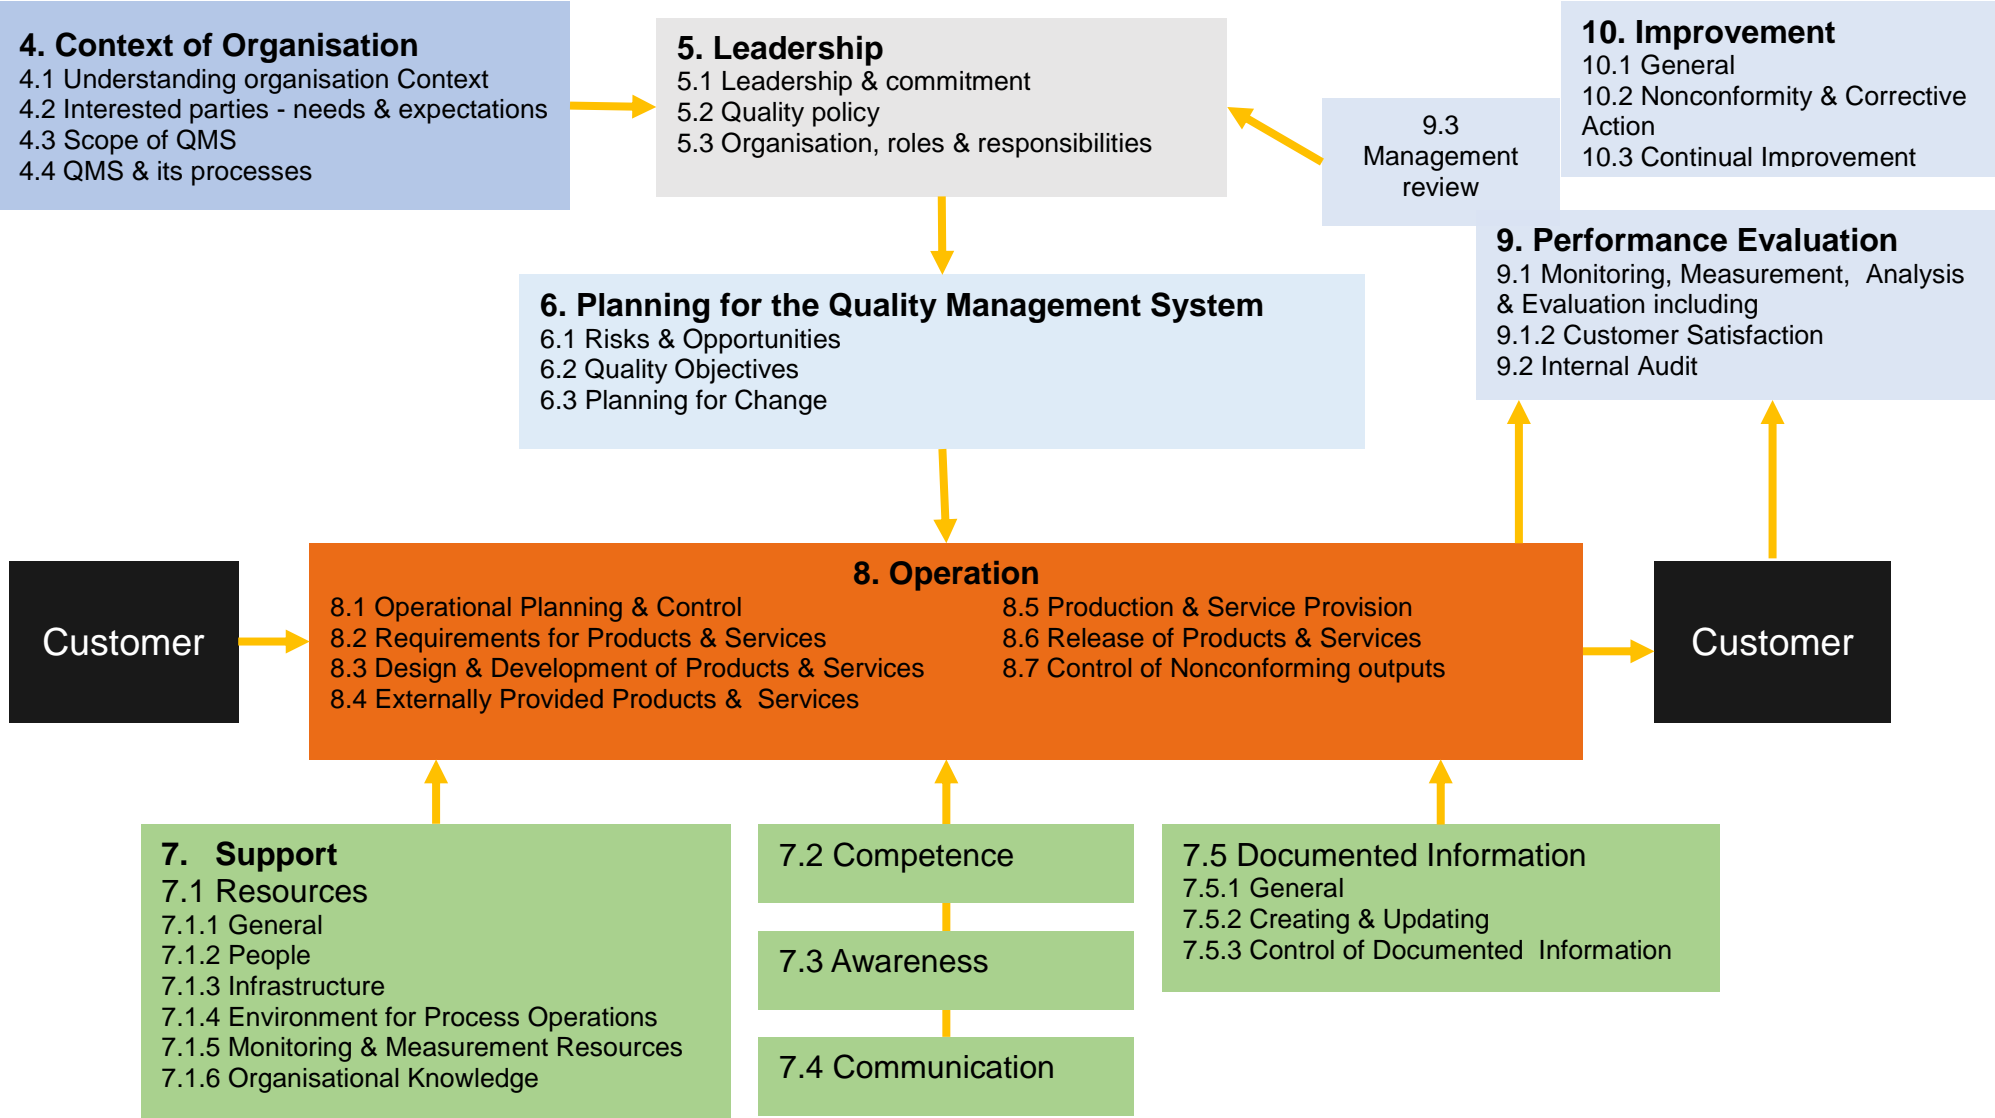 4. Context of Organisation
4.1 Understanding organisation Context
4.2 Interested parties - needs & expectations
4.3 Scope of QMS
4.4 QMS & its processes
5. Leadership
5.1 Leadership & commitment
5.2 Quality policy
5.3 Organisation, roles & responsibilities
9.3
Management
review
10. Improvement
10.1 General
10.2 Nonconformity & Corrective
Action
10.3 Continual Improvement
9. Performance Evaluation
9.1 Monitoring, Measurement, Analysis
& Evaluation including
9.1.2 Customer Satisfaction
9.2 Internal Audit
6. Planning for the Quality Management System
6.1 Risks & Opportunities
6.2 Quality Objectives
6.3 Planning for Change
Customer
8. Operation
8.1 Operational Planning & Control
8.2 Requirements for Products & Services
8.3 Design & Development of Products & Services
8.4 Externally Provided Products & Services
8.5 Production & Service Provision
8.6 Release of Products & Services
8.7 Control of Nonconforming outputs
Customer
7. Support
7.1 Resources
7.1.1 General
7.1.2 People
7.1.3 Infrastructure
7.1.4 Environment for Process Operations
7.1.5 Monitoring & Measurement Resources
7.1.6 Organisational Knowledge
7.2 Competence
7.3 Awareness
7.4 Communication
7.5 Documented Information
7.5.1 General
7.5.2 Creating & Updating
7.5.3 Control of Documented Information